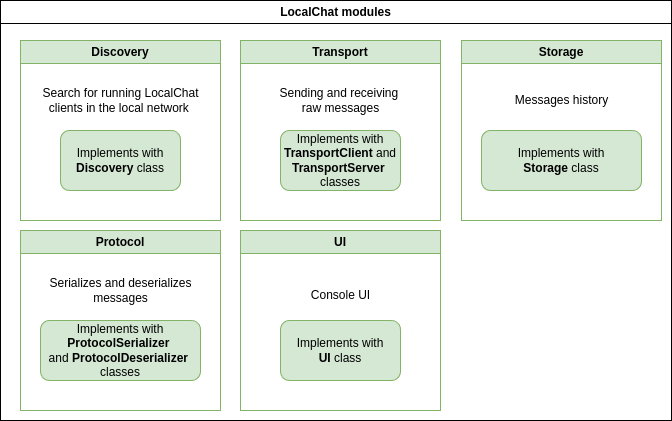 LocalChat modules
Discovery
Search for running LocalChat
clients in the local network
Implements with
Discovery class
Transport
Sending and receiving
raw messages
Implements with
TransportClient and
TransportServer
classes
Storage
Messages history
Implements with
Storage class
Protocol
Serializes and deserializes
messages
Implements with
ProtocolSerializer
and ProtocolDeserializer
classes
UI
Console UI
Implements with
UI class